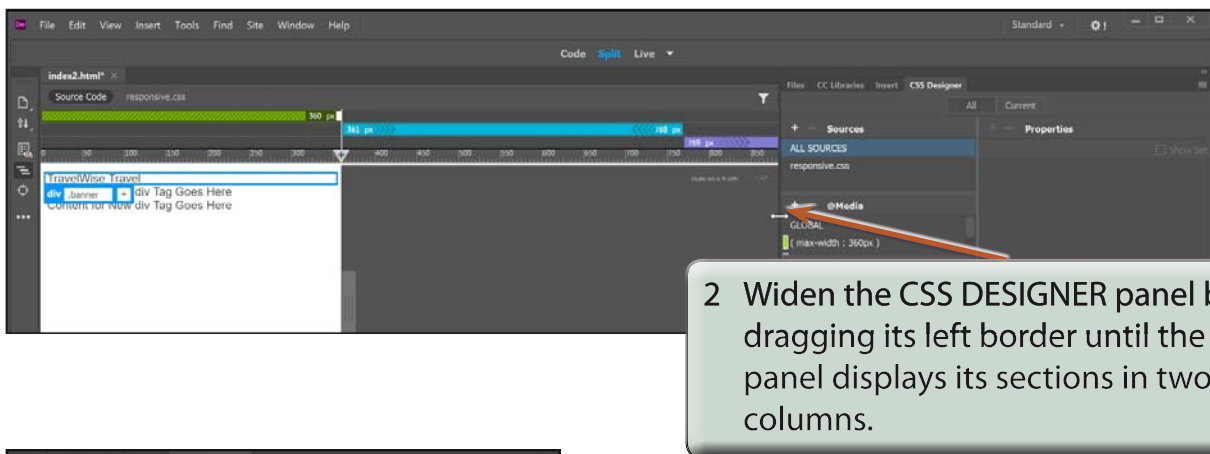 Dw File Edit View Insert Tools Find Site Window Help Standard
Code Split Live
index2.html* ×
Source Code responsive.css
Files CC Libraries Insert CSS Designer
All Current
360 px
361 px 768 px
769 px
+ − Sources + − Properties
0 50 100 150 200 250 300 400 450 500 550 600 650 700 750 800 850
ALL SOURCES Show Set
responsive.css
TravelWise Travel
div .banner + div Tag Goes Here
Content for New div Tag Goes Here
+ − @Media
GLOBAL
( max-width : 360px )
2 Widen the CSS DESIGNER panel b
dragging its left border until the
panel displays its sections in two
columns.